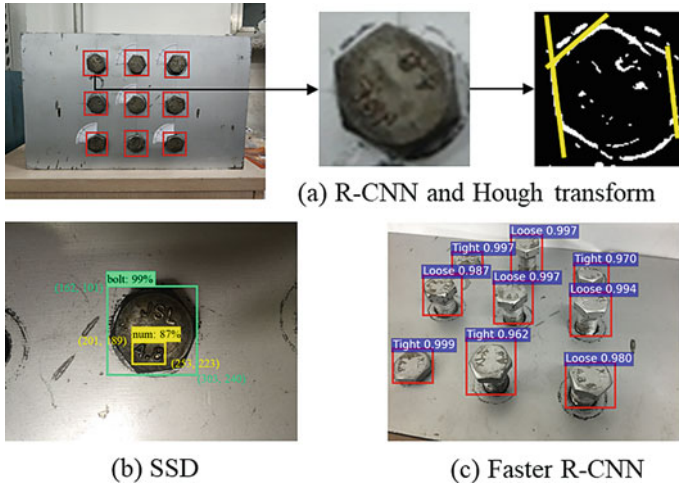 (a) R-CNN and Hough transform
bolt: 99%
num: 87%
(201, 189)
(253, 223)
(b) SSD
Loose 0.997
Tight 0.997
Tight 0.970
Loose 0.987
Loose 0.997
Loose 0.994
Tight 0.999
Tight 0.962
Loose 0.980
(c) Faster R-CNN